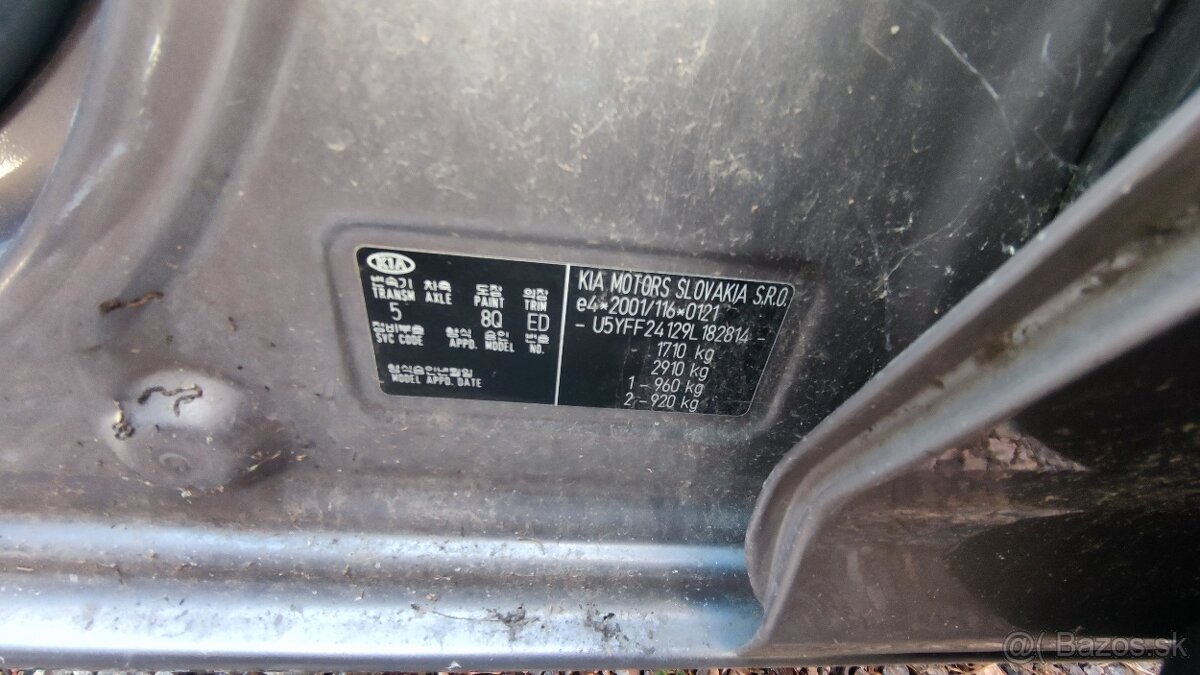 KIA
변속기 차축 도장 의장
TRANSM AXLE PAINT TRIM
5 8Q ED
정비부호 형식 승인 번호
SVC CODE APPD. MODEL NO.
형식승인년월일
MODEL APPD. DATE
KIA MOTORS SLOVAKIA S.R.O.
e4*2001/116*0121
- U5YFF24129L182814 -
1710 kg
2910 kg
1 - 960 kg
2 - 920 kg
@( Bazos.sk